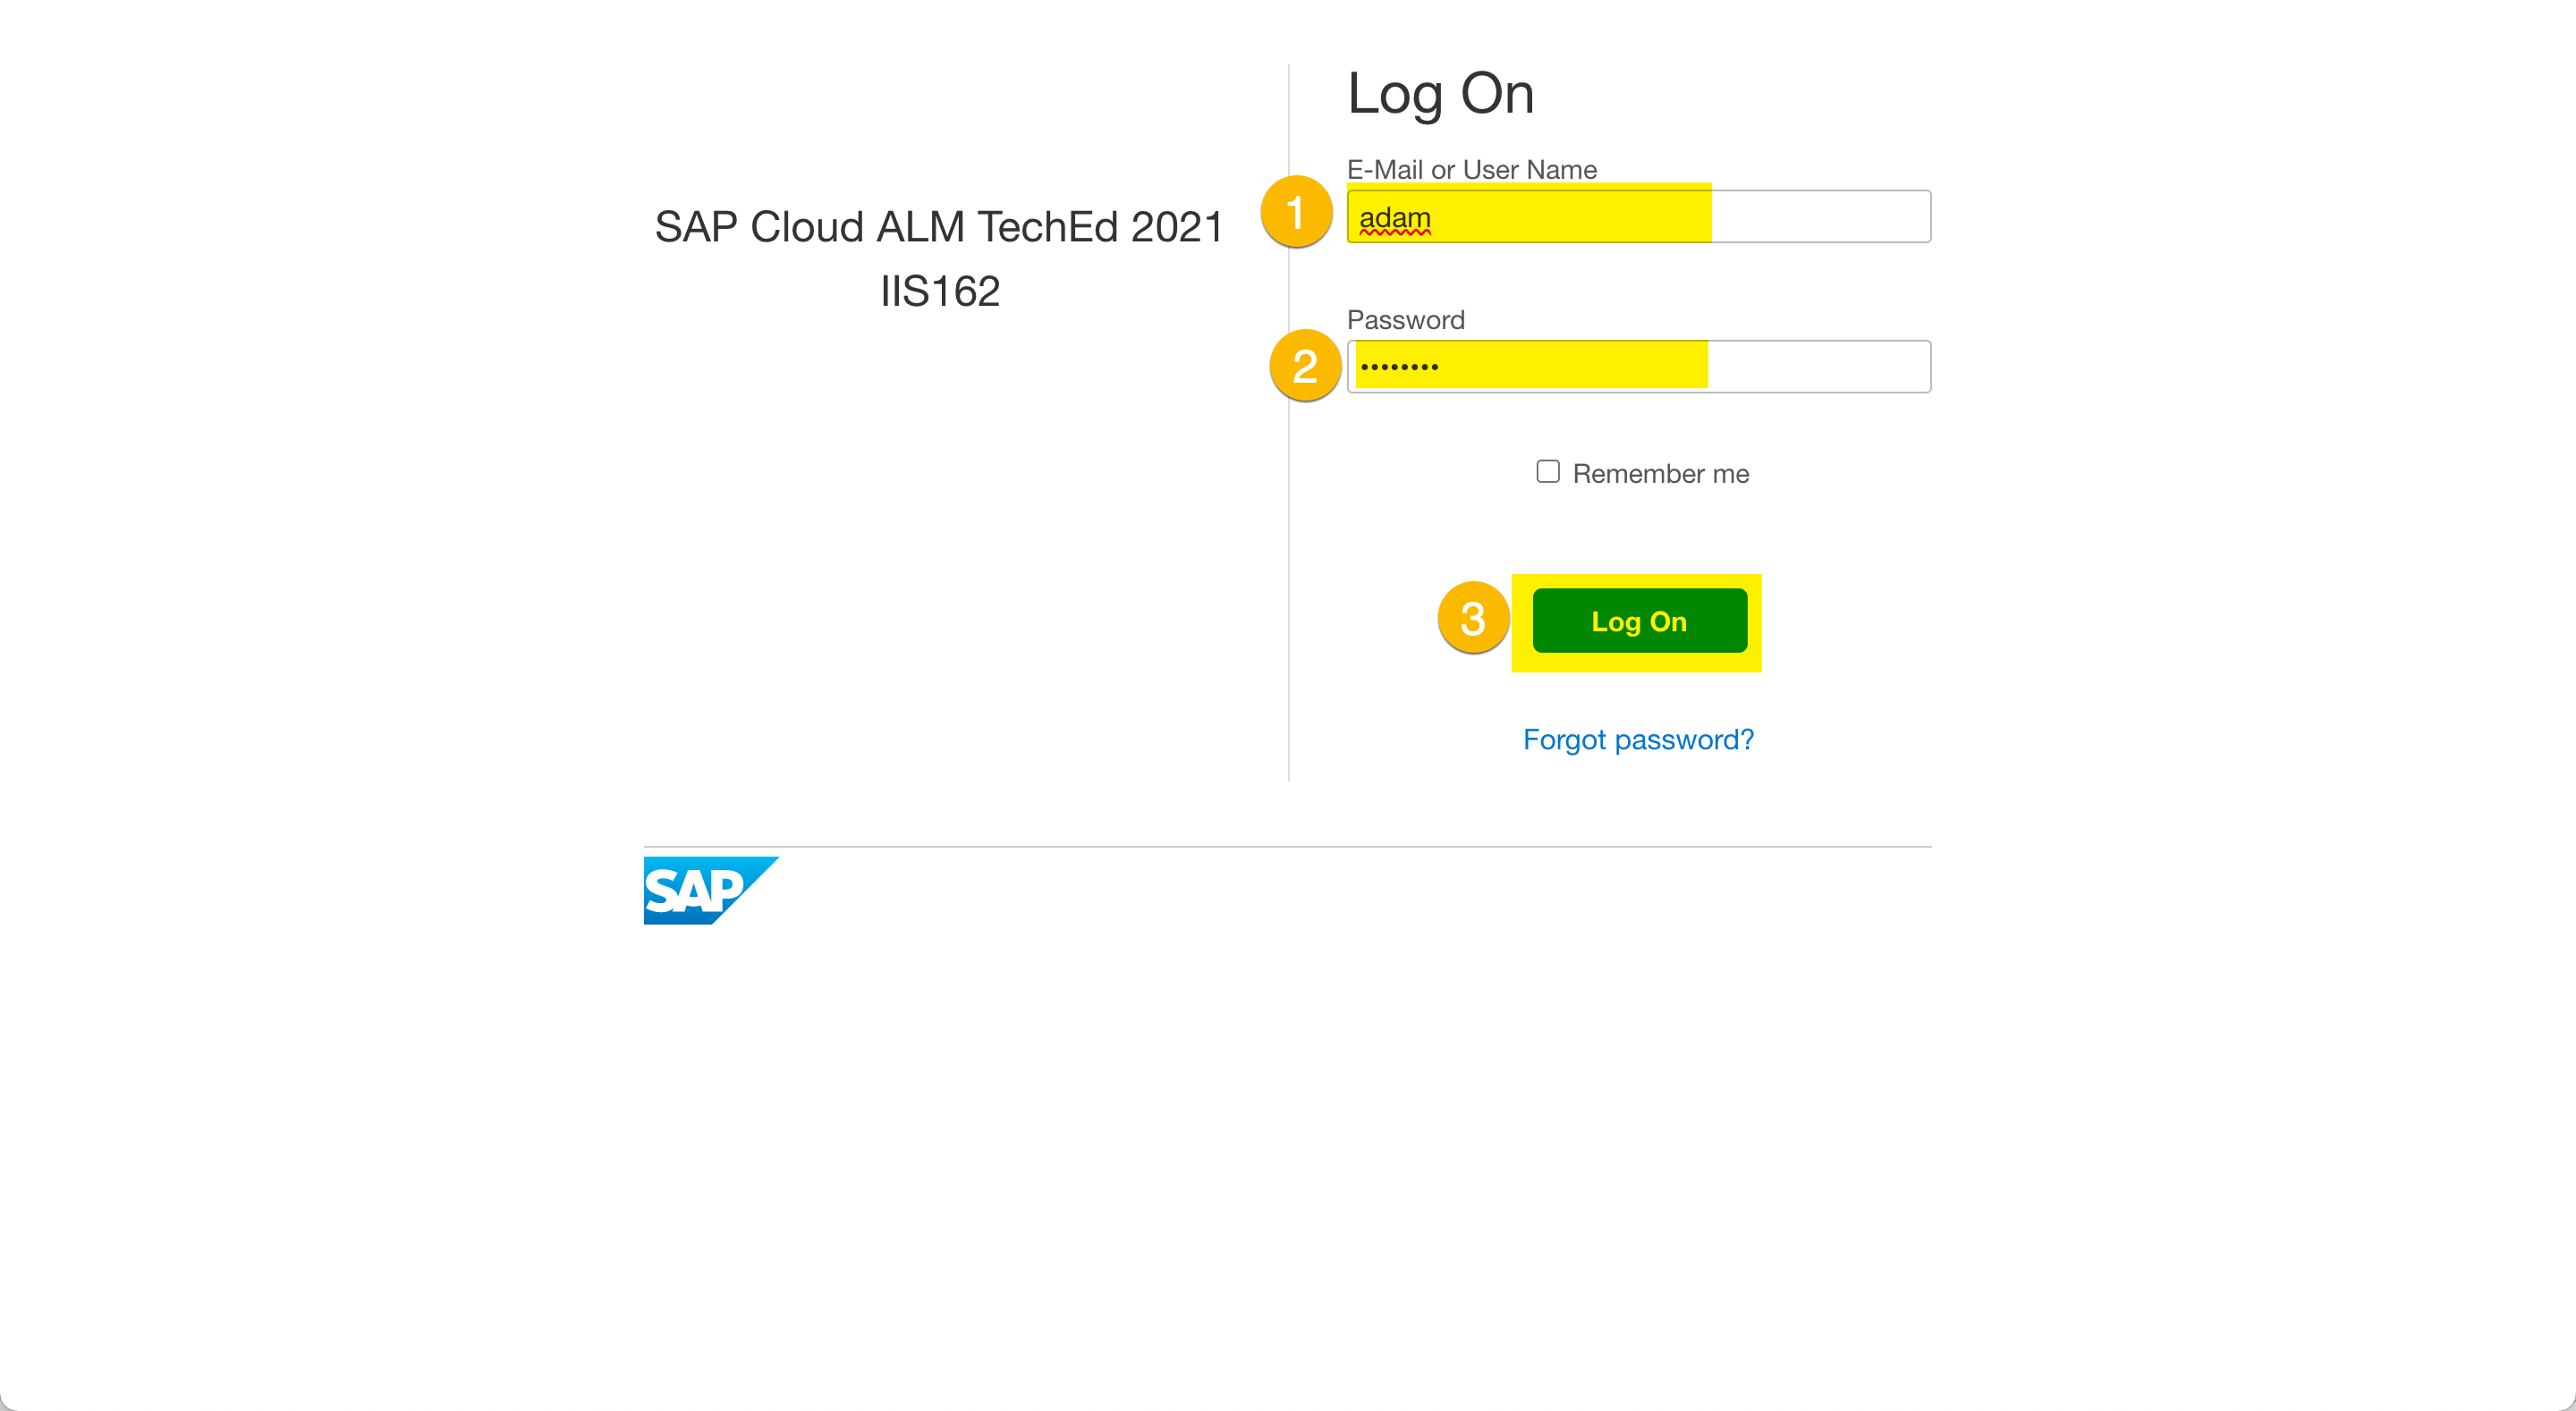 SAP Cloud ALM TechEd 2021
IIS162
Log On
E-Mail or User Name
1
adam
Password
2
••••••••
Remember me
3
Log On
Forgot password?
SAP